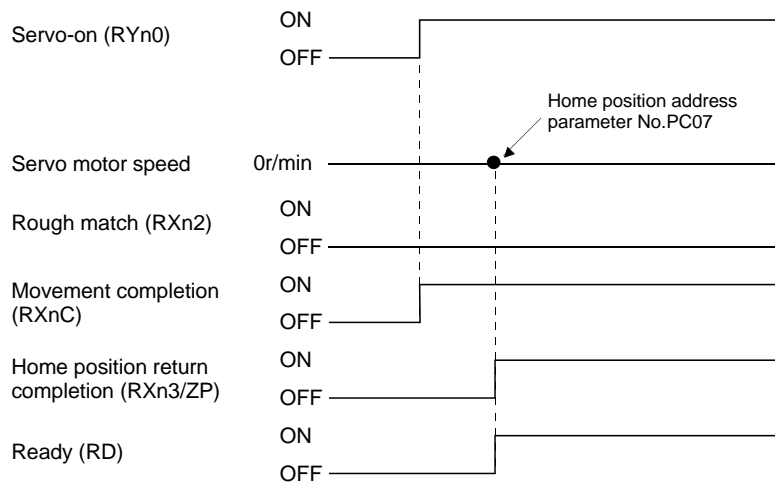 ON
Servo-on (RYn0)
OFF
Home position address
parameter No.PC07
Servo motor speed
0r/min
ON
Rough match (RXn2)
OFF
ON
Movement completion
(RXnC)
OFF
ON
Home position return
completion (RXn3/ZP)
OFF
ON
Ready (RD)
OFF